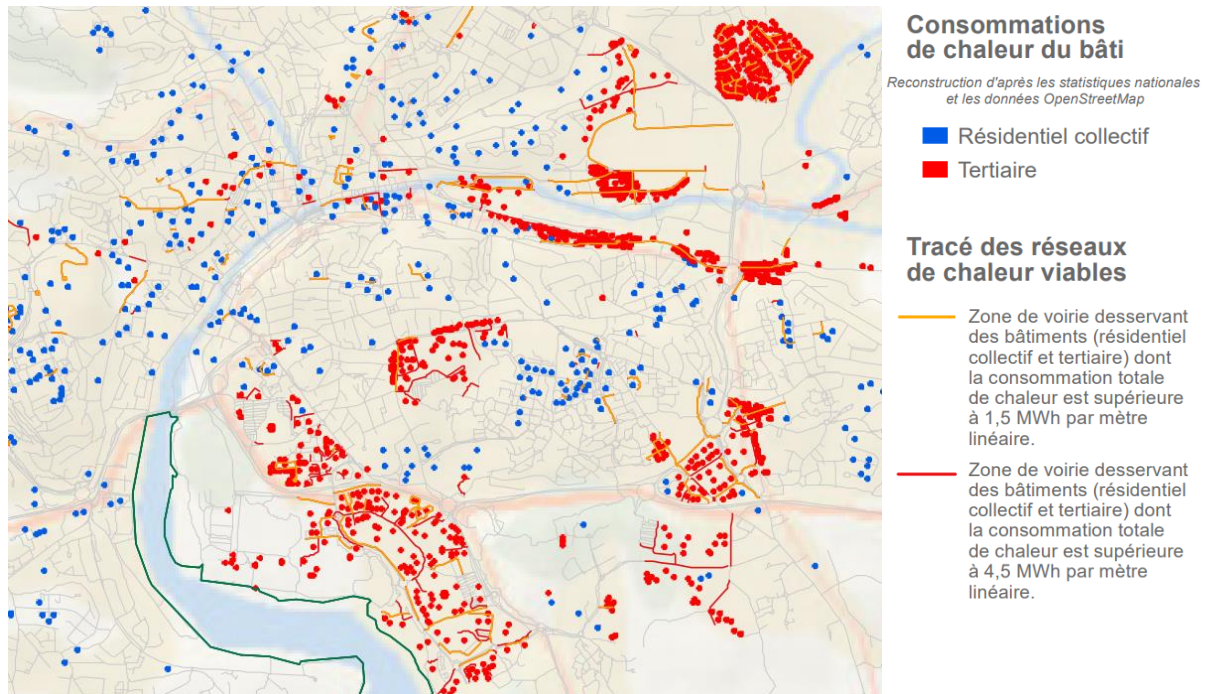 Consommations
de chaleur du bâti
Reconstruction d'après les statistiques nationales
et les données OpenStreetMap
Résidentiel collectif
Tertiaire
Tracé des réseaux
de chaleur viables
Zone de voirie desservant
des bâtiments (résidentiel
collectif et tertiaire) dont
la consommation totale
de chaleur est supérieure
à 1,5 MWh par mètre
linéaire.
Zone de voirie desservant
des bâtiments (résidentiel
collectif et tertiaire) dont
la consommation totale
de chaleur est supérieure
à 4,5 MWh par mètre
linéaire.